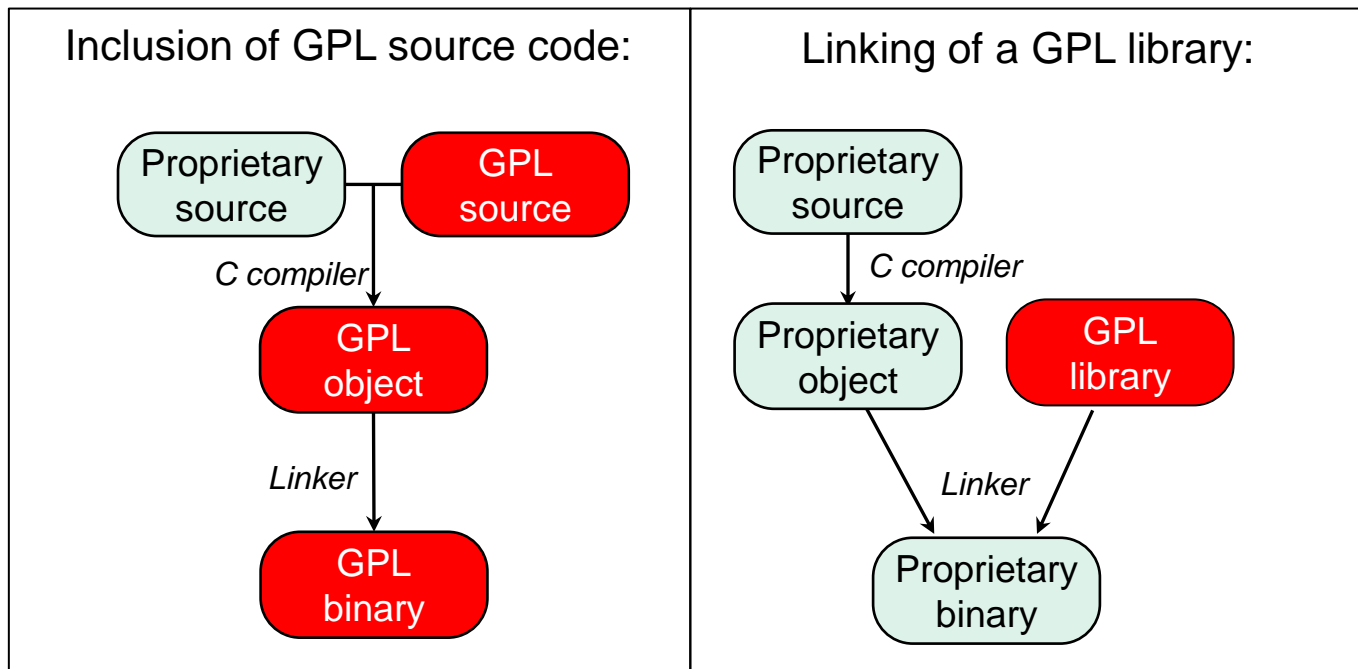 Inclusion of GPL source code:
Proprietary
source
GPL
source
C compiler
GPL
object
Linker
GPL
binary
Linking of a GPL library:
Proprietary
source
C compiler
Proprietary
object
GPL
library
Linker
Proprietary
binary